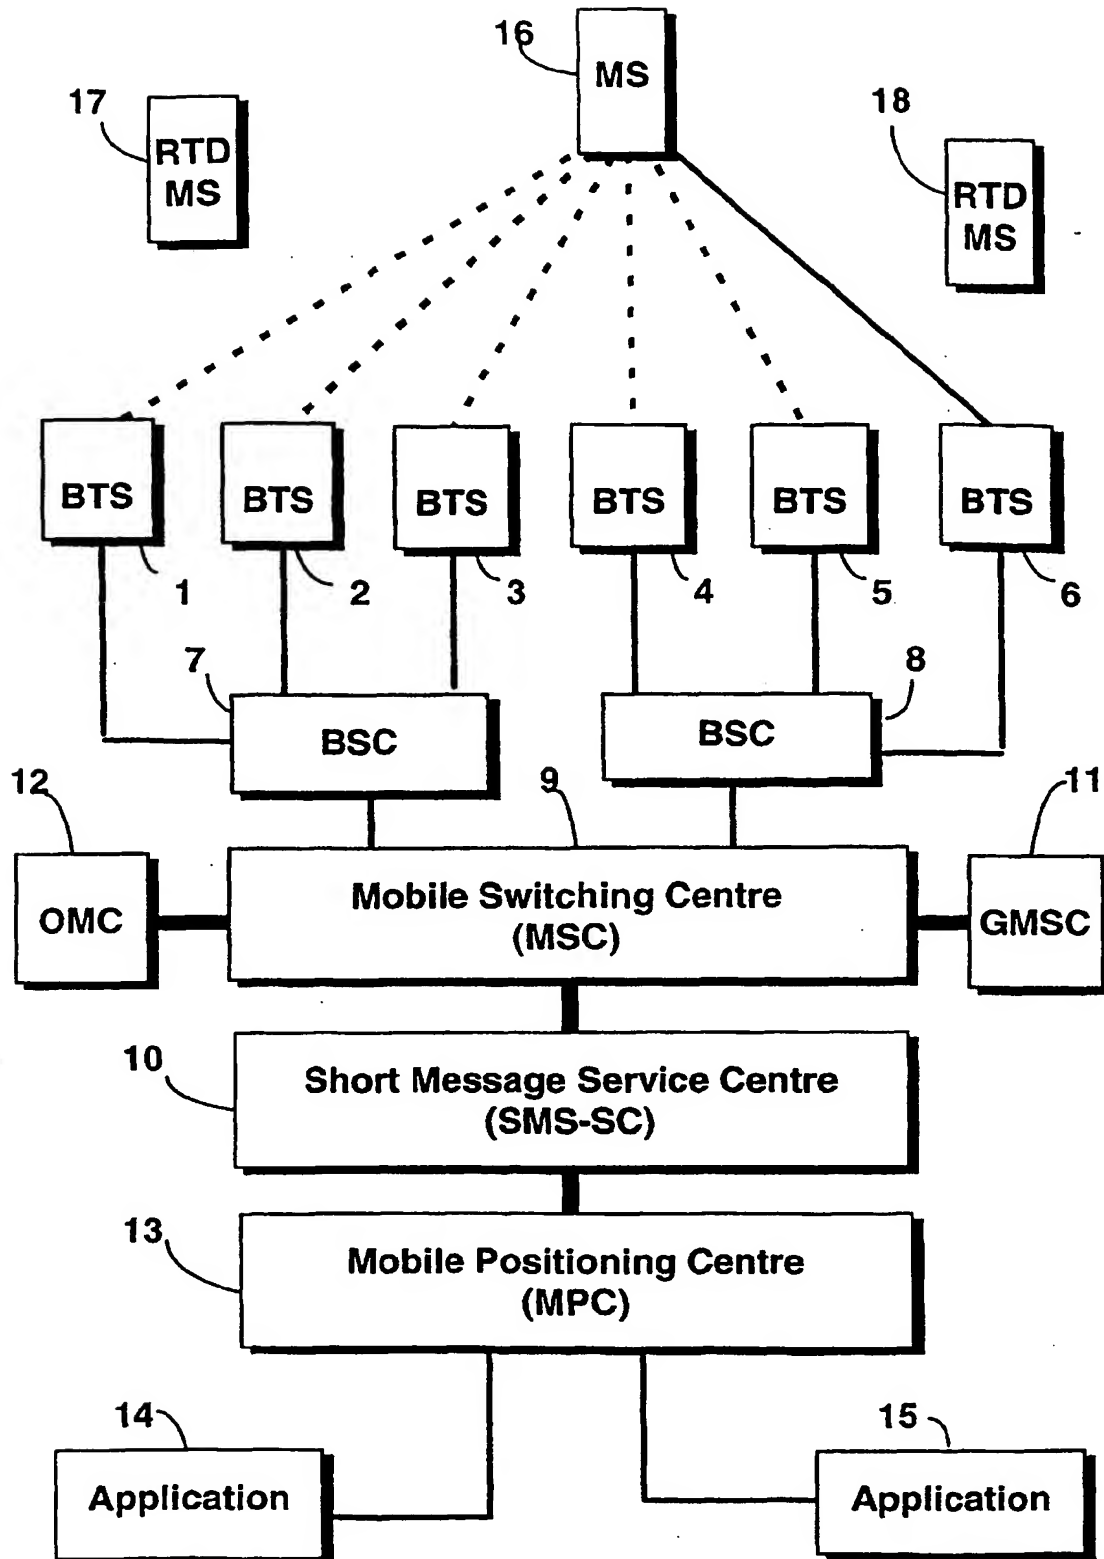 16
MS
17
RTD
MS
18
RTD
MS
BTS
BTS
BTS
BTS
BTS
BTS
1
2
3
4
5
6
7
BSC
8
BSC
12
OMC
9
Mobile Switching Centre
(MSC)
11
GMSC
10
Short Message Service Centre
(SMS-SC)
13
Mobile Positioning Centre
(MPC)
14
Application
15
Application